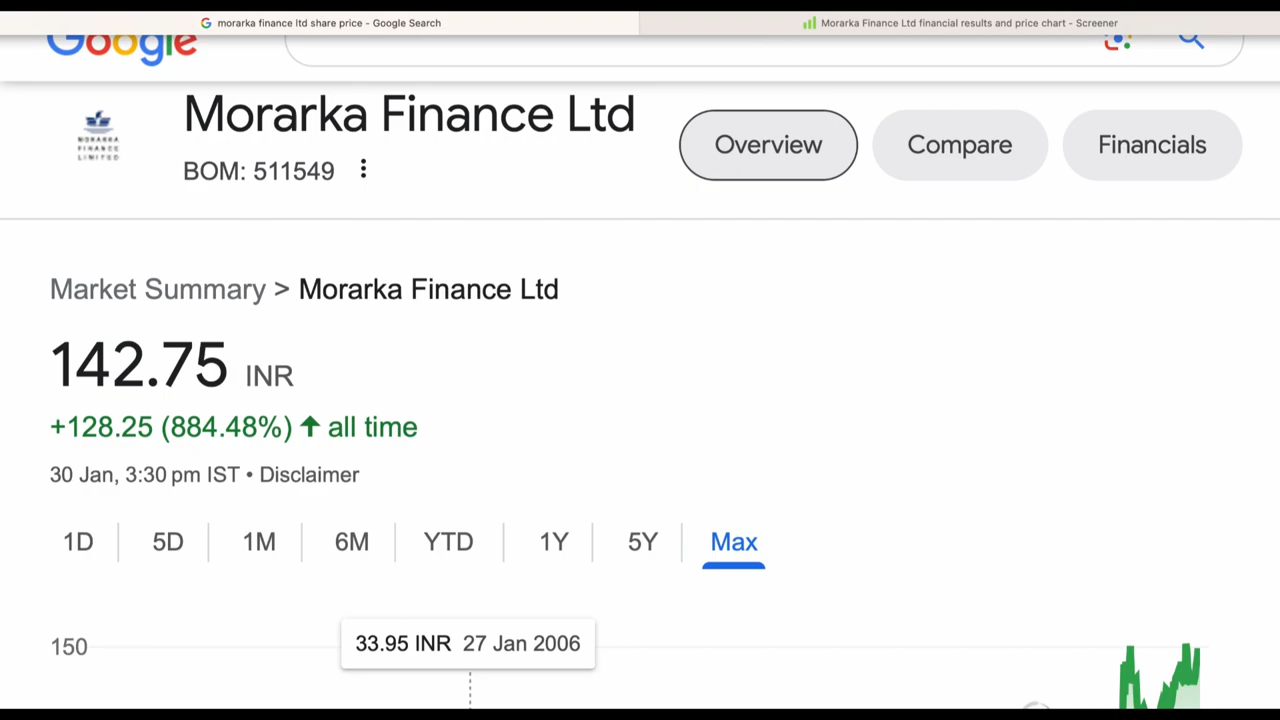 morarka finance ltd share price - Google Search
Morarka Finance Ltd financial results and price chart - Screener
Google
Morarka Finance Ltd
MORARKA
FINANCE
LIMITED
BOM: 511549
Overview
Compare
Financials
Market Summary > Morarka Finance Ltd
142.75 INR
+128.25 (884.48%) ↑ all time
30 Jan, 3:30 pm IST • Disclaimer
1D 5D 1M 6M YTD 1Y 5Y Max
33.95 INR 27 Jan 2006
150